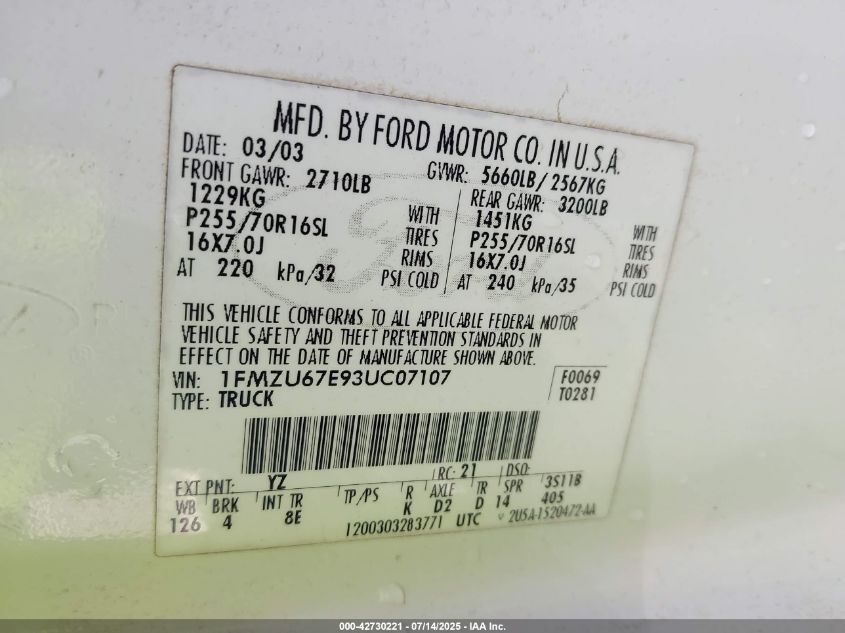 MFD. BY FORD MOTOR CO. IN U.S.A.
DATE: 03/03 GVWR: 5660LB/2567KG
FRONT GAWR: 2710LB REAR GAWR: 3200LB
1229KG WITH 1451KG WITH
P255/70R16SL TIRES P255/70R16SL TIRES
16X7.0J RIMS 16X7.0J RIMS
AT 220 kPa/32 PSI COLD AT 240 kPa/35 PSI COLD
THIS VEHICLE CONFORMS TO ALL APPLICABLE FEDERAL MOTOR
VEHICLE SAFETY AND THEFT PREVENTION STANDARDS IN
EFFECT ON THE DATE OF MANUFACTURE SHOWN ABOVE.
VIN: 1FMZU67E93UC07107 F0069
TYPE: TRUCK T0281
EXT PNT: YZ RC: 21 DSO:
WB BRK INT TR TP/PS R AXLE TR SPR 3S11B
126 4 8E K D2 D 14 405
1200303283771 UTC 2U5A-1520472-AA
Ford
000-42730221 - 07/14/2025 - IAA Inc.